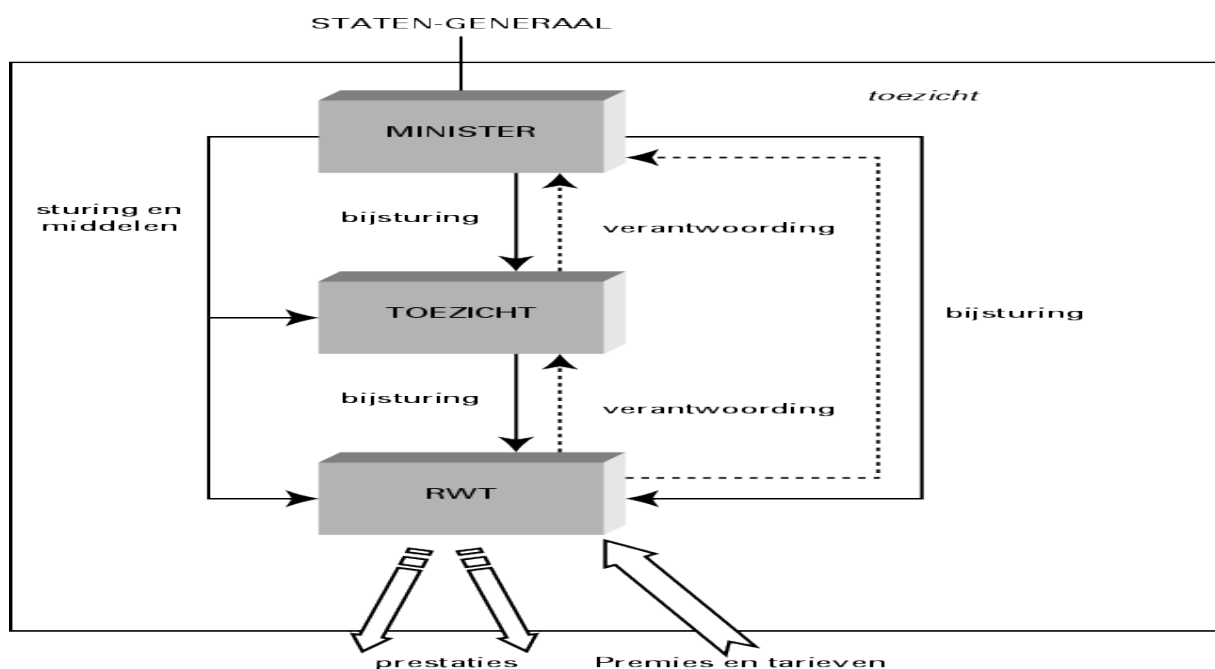 STATEN-GENERAAL
toezicht
MINISTER
sturing en
middelen
bijsturing
verantwoording
TOEZICHT
bijsturing
bijsturing
verantwoording
RWT
prestaties
Premies en tarieven